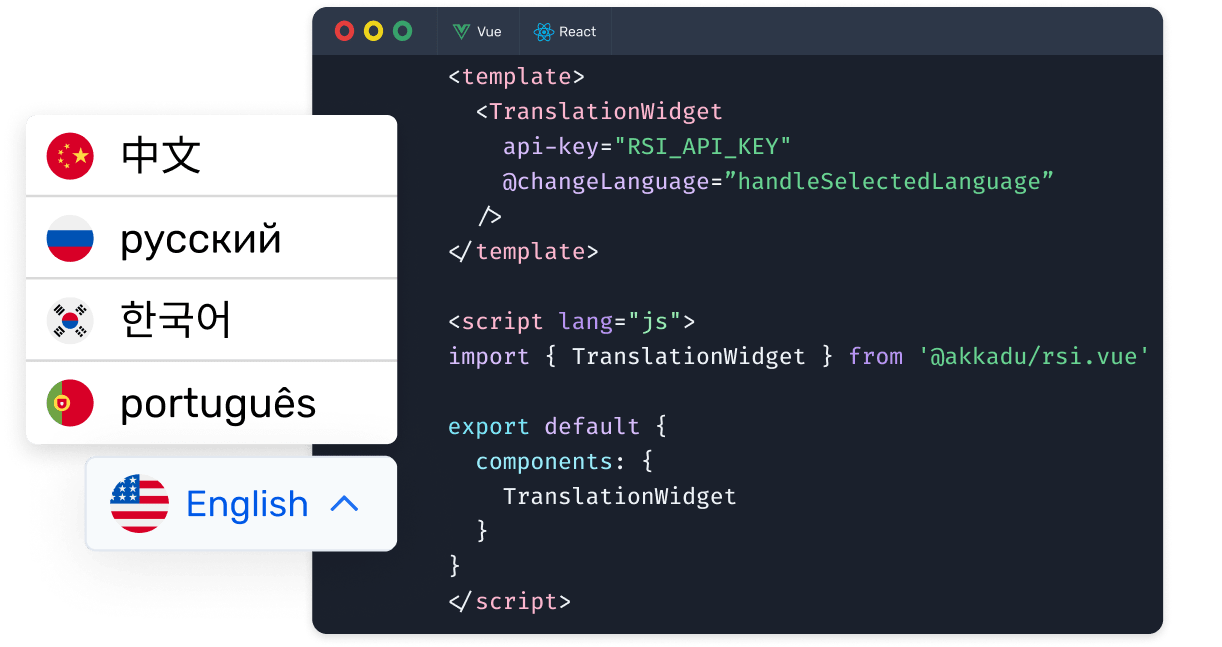 Vue
React
中文
русский
한국어
português
English
<template>
  <TranslationWidget
    api-key="RSI_API_KEY"
    @changeLanguage=”handleSelectedLanguage”
  />
</template>
<script lang="js">
import { TranslationWidget } from '@akkadu/rsi.vue'
export default {
  components: {
    TranslationWidget
  }
}
</script>